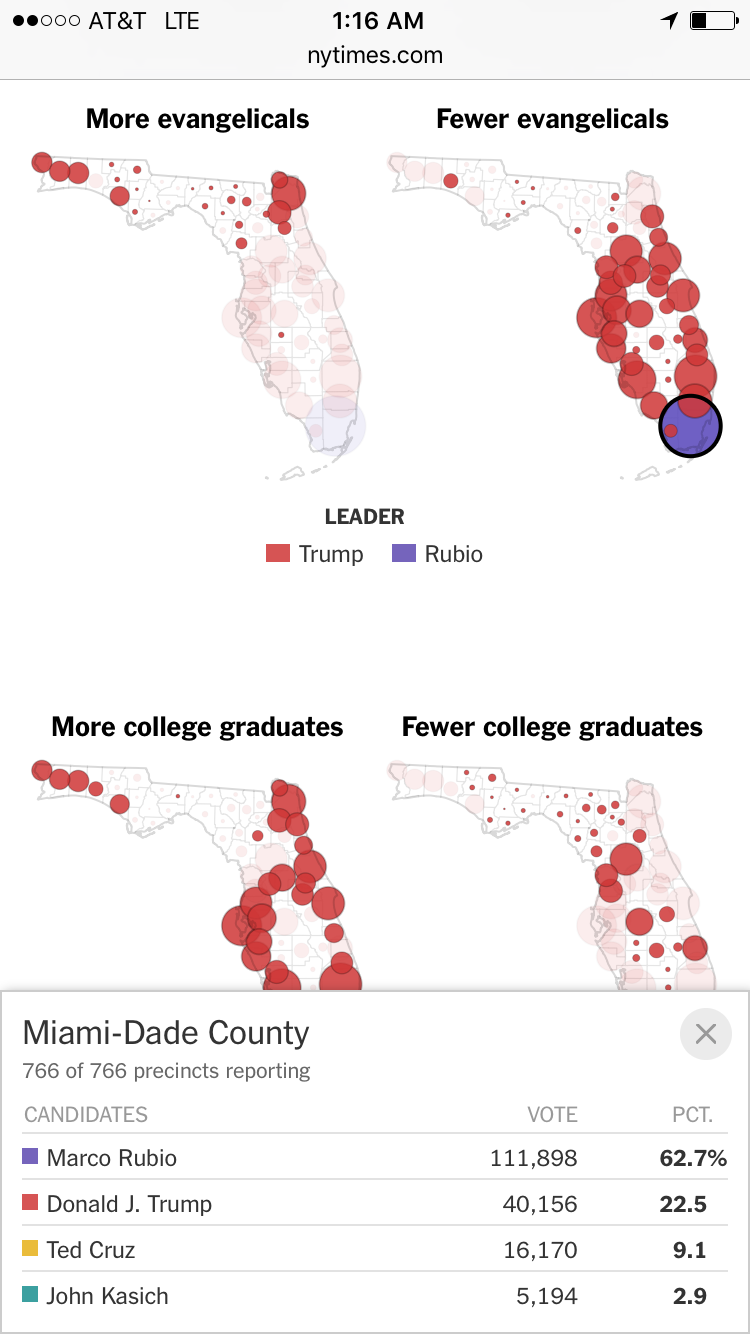 AT&T LTE 1:16 AM
nytimes.com
More evangelicals Fewer evangelicals
LEADER
Trump Rubio
More college graduates Fewer college graduates
Miami-Dade County
766 of 766 precincts reporting
CANDIDATES VOTE PCT.
Marco Rubio 111,898 62.7%
Donald J. Trump 40,156 22.5
Ted Cruz 16,170 9.1
John Kasich 5,194 2.9